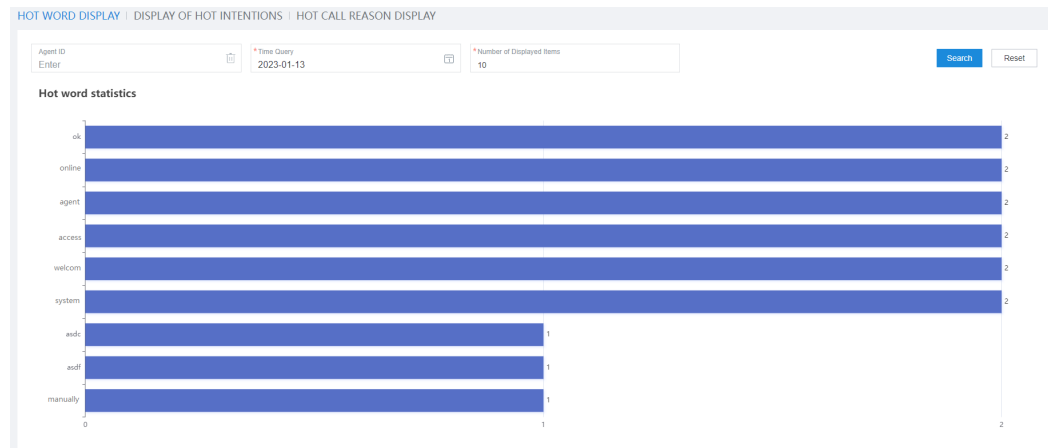 HOT WORD DISPLAY | DISPLAY OF HOT INTENTIONS | HOT CALL REASON DISPLAY
Agent ID
Enter
* Time Query
2023-01-13
* Number of Displayed Items
10
Search
Reset
Hot word statistics
ok 2
online 2
agent 2
access 2
welcom 2
system 2
asdc 1
asdf 1
manually 1
0 1 2